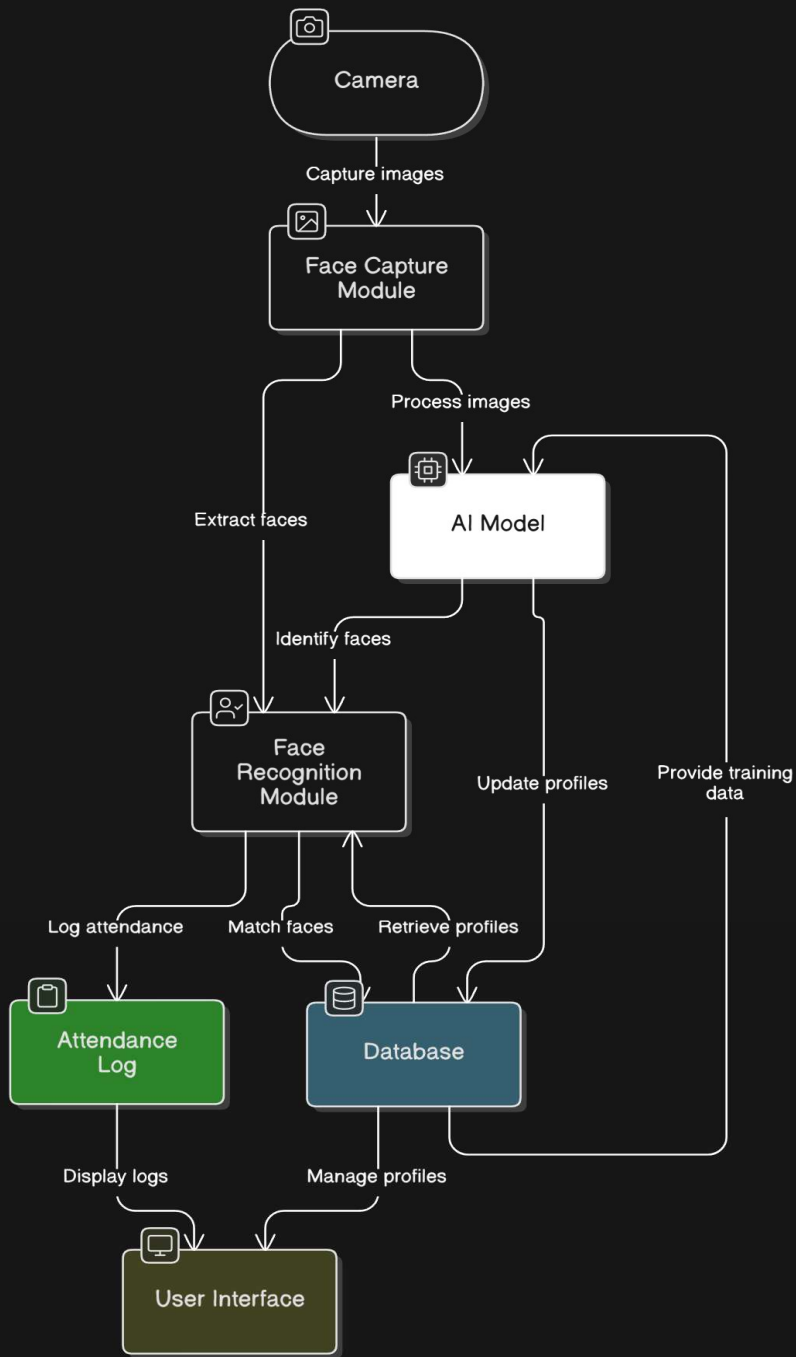 Camera
Capture images
Face Capture
Module
Process images
Extract faces
AI Model
Identify faces
Face
Recognition
Module
Update profiles
Provide training
data
Log attendance
Match faces
Retrieve profiles
Attendance
Log
Database
Display logs
Manage profiles
User Interface